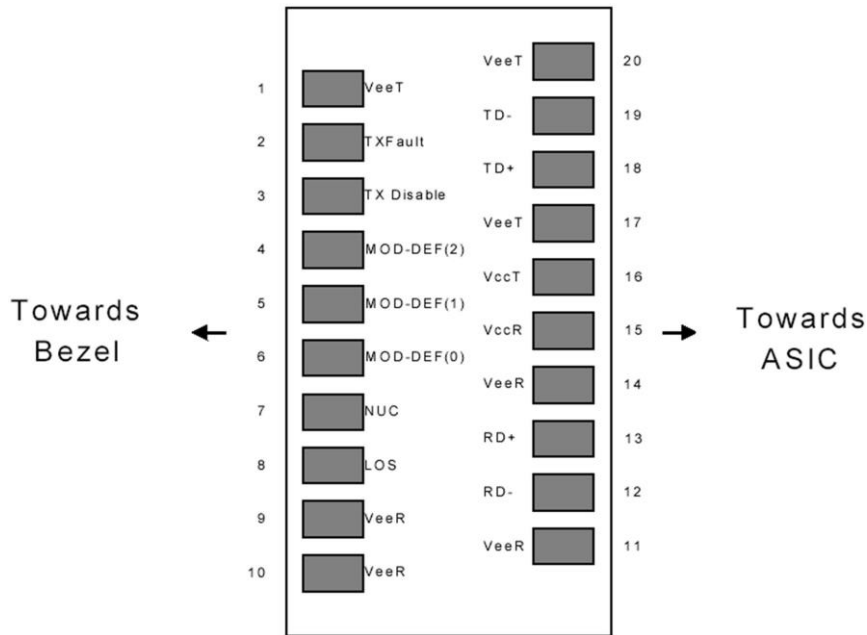 1 VeeT
2 TXFault
3 TX Disable
4 MOD-DEF(2)
5 MOD-DEF(1)
6 MOD-DEF(0)
7 NUC
8 LOS
9 VeeR
10 VeeR
VeeT 20
TD- 19
TD+ 18
VeeT 17
VccT 16
VccR 15
VeeR 14
RD+ 13
RD- 12
VeeR 11
Towards
Bezel
Towards
ASIC